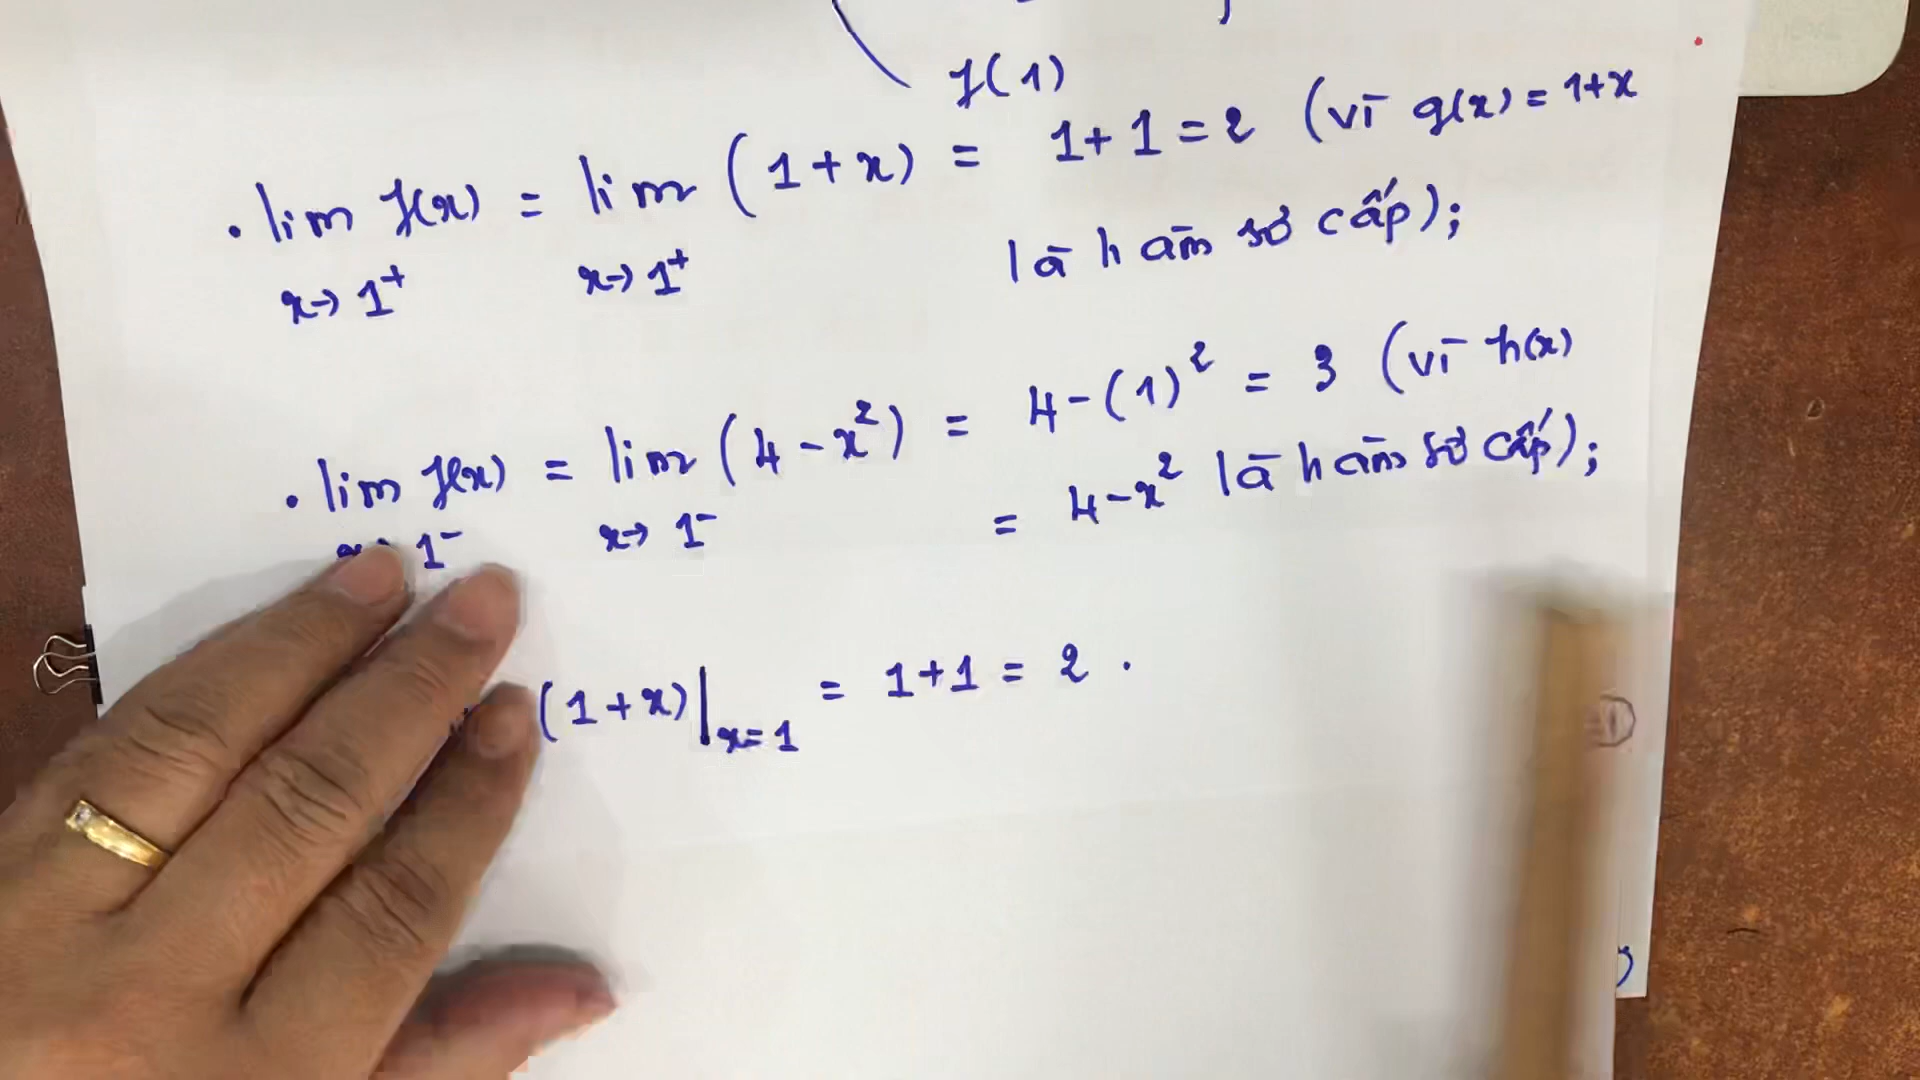 f(1)
. lim f(x) = lim (1 + x) = 1 + 1 = 2 (vì g(x) = 1 + x
x → 1⁺ x → 1⁺ là hàm sơ cấp);
. lim f(x) = lim (4 - x²) = 4 - (1)² = 3 (vì h(x)
x → 1⁻ x → 1⁻ = 4 - x² là hàm sơ cấp);
(1 + x)|ₓ₌₁ = 1 + 1 = 2 .